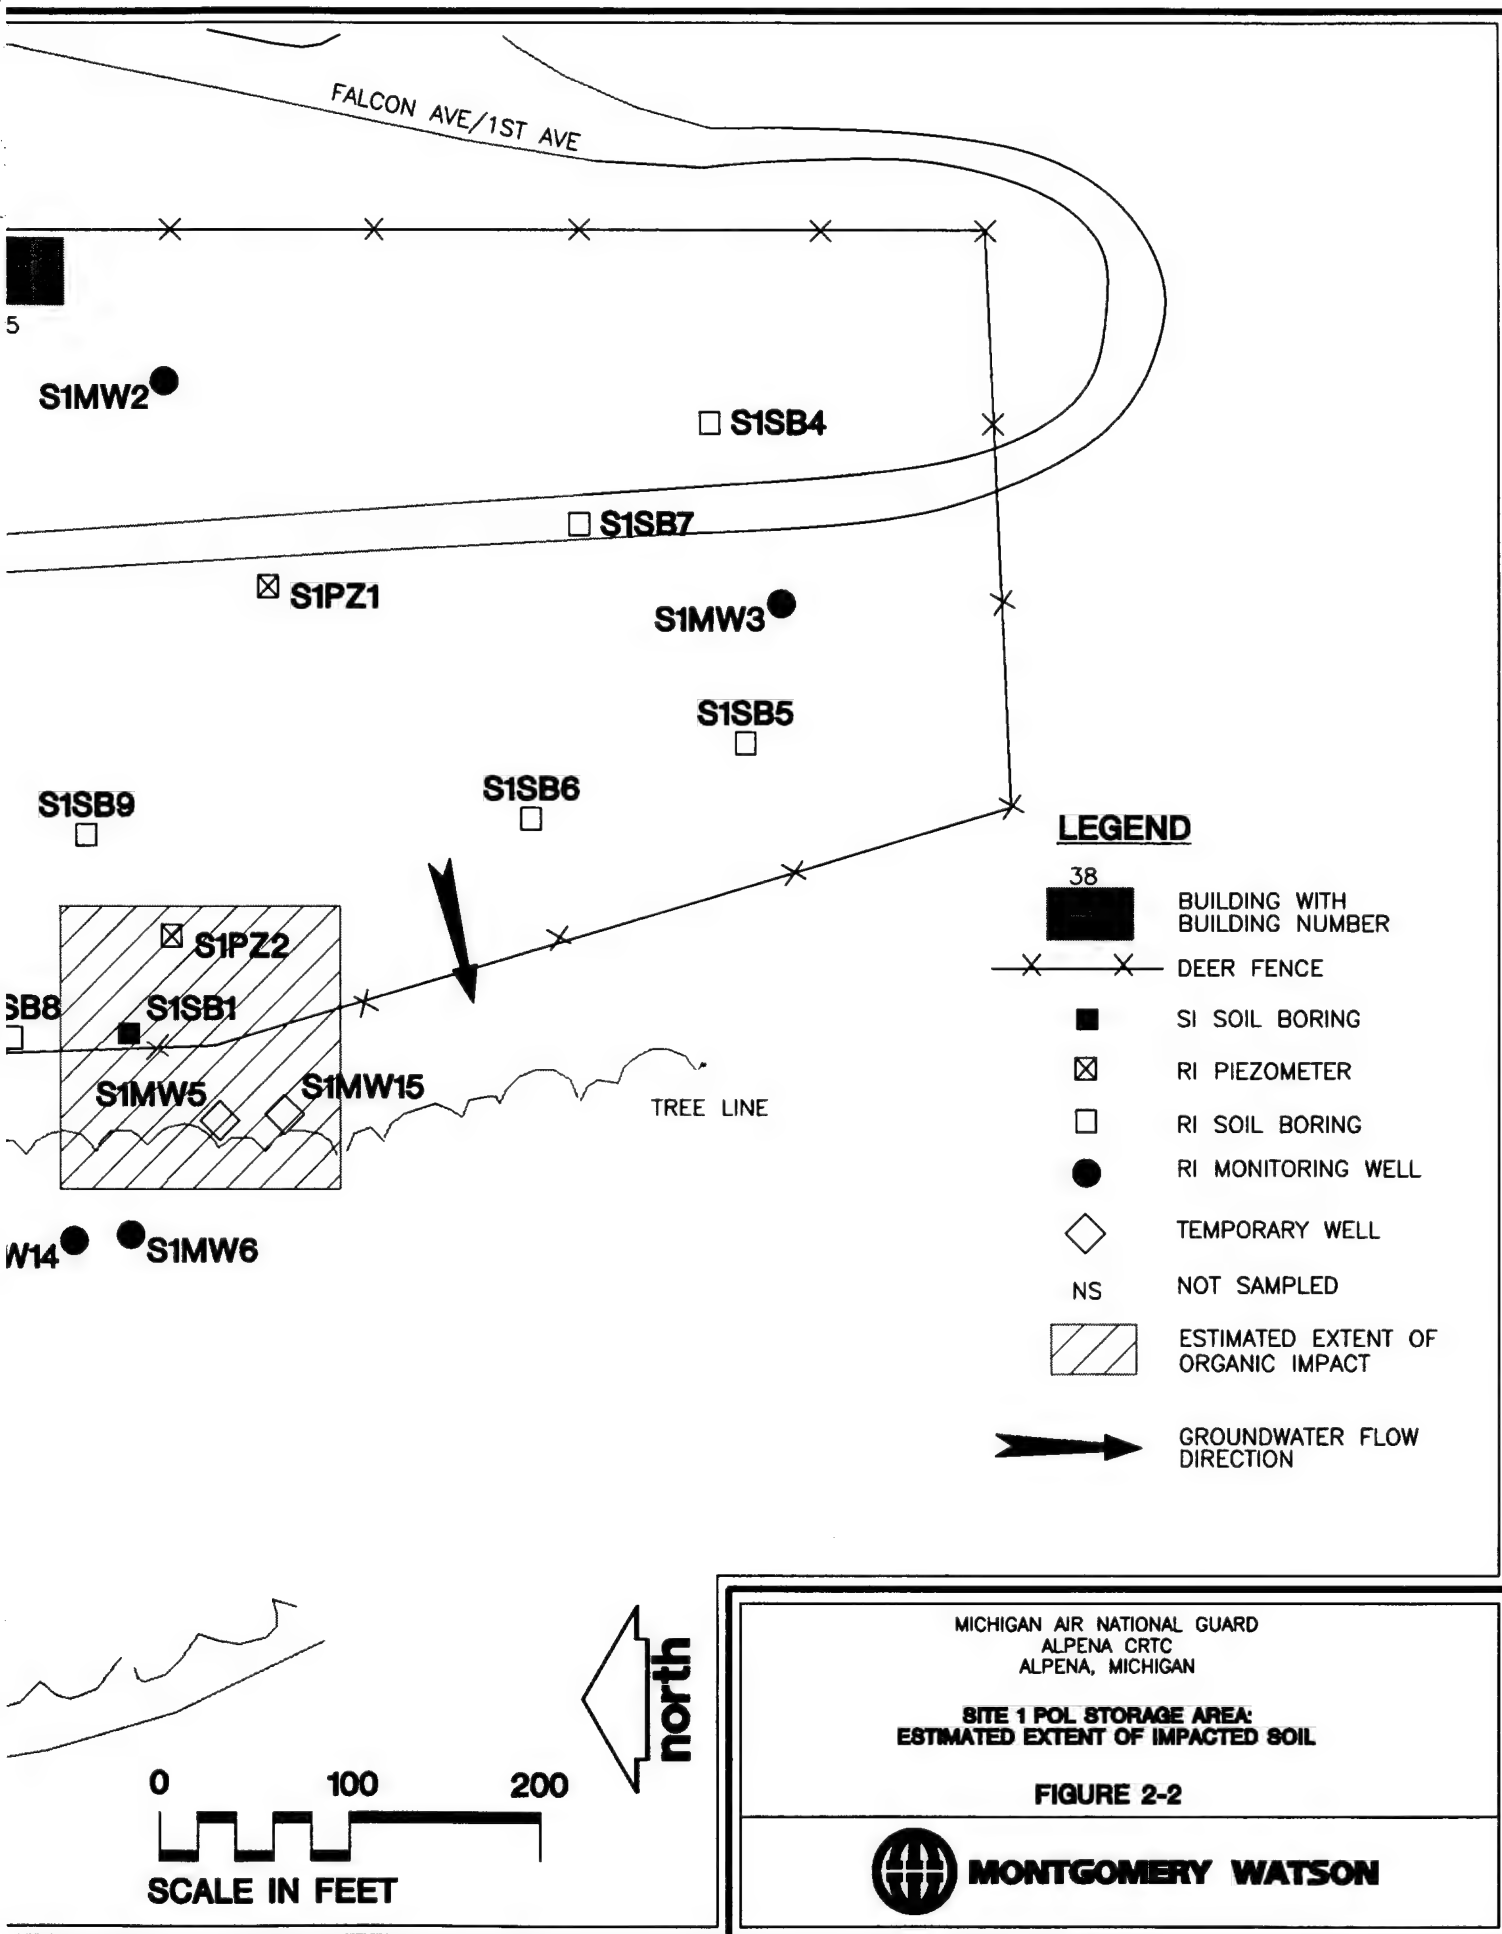 FALCON AVE/1ST AVE
5
S1MW2
S1SB4
S1SB7
S1PZ1
S1MW3
S1SB5
S1SB6
S1SB9
S1PZ2
SB8
S1SB1
S1MW5
S1MW15
TREE LINE
W14
S1MW6
LEGEND
38
BUILDING WITH
BUILDING NUMBER
DEER FENCE
SI SOIL BORING
RI PIEZOMETER
RI SOIL BORING
RI MONITORING WELL
TEMPORARY WELL
NS NOT SAMPLED
ESTIMATED EXTENT OF
ORGANIC IMPACT
GROUNDWATER FLOW
DIRECTION
north
0 100 200
SCALE IN FEET
MICHIGAN AIR NATIONAL GUARD
ALPENA CRTC
ALPENA, MICHIGAN
SITE 1 POL STORAGE AREA:
ESTIMATED EXTENT OF IMPACTED SOIL
FIGURE 2-2
MONTGOMERY WATSON